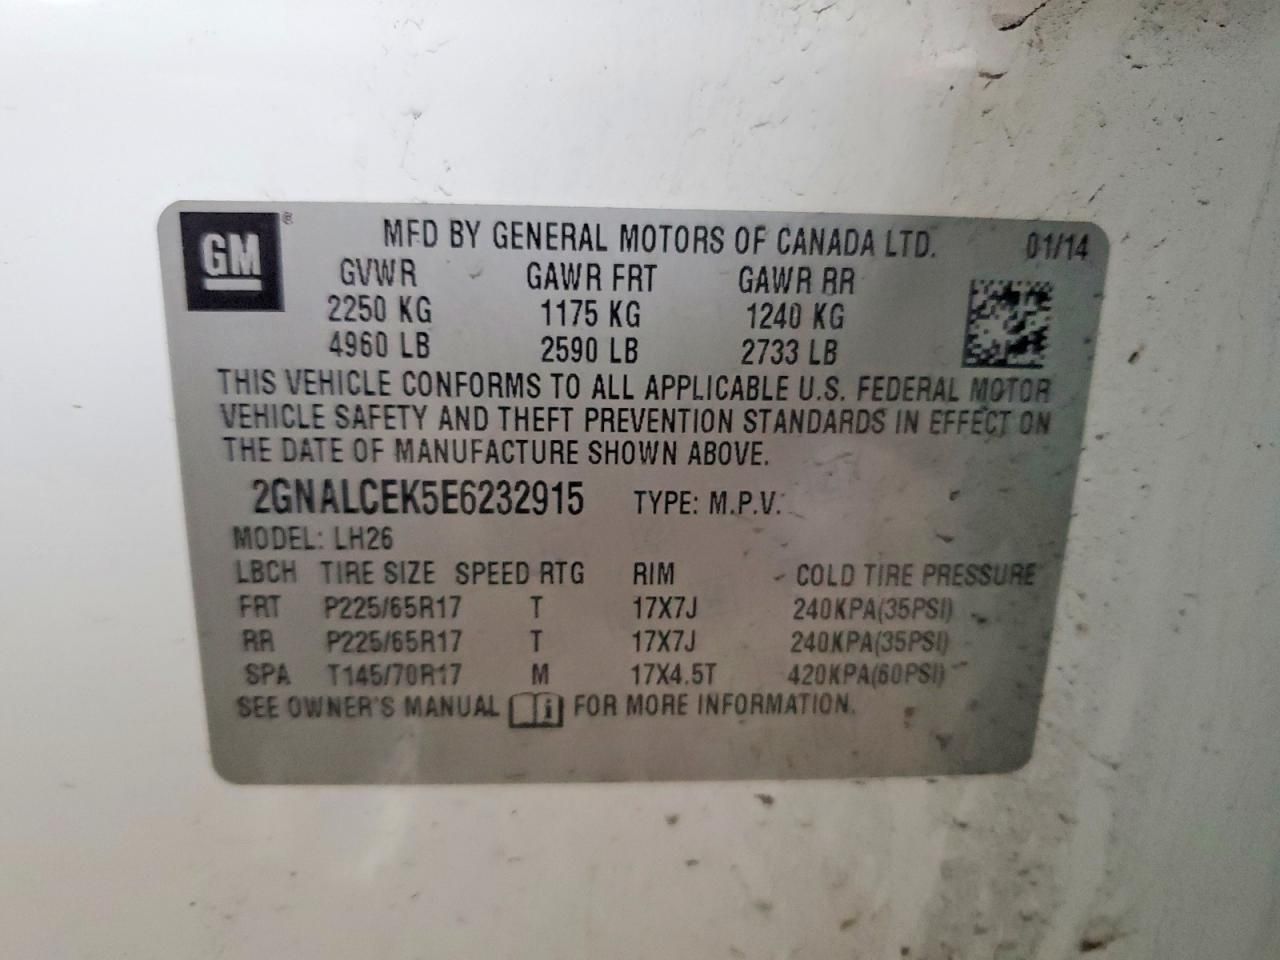 GM® MFD BY GENERAL MOTORS OF CANADA LTD. 01/14
GVWR GAWR FRT GAWR RR
2250 KG 1175 KG 1240 KG
4960 LB 2590 LB 2733 LB
THIS VEHICLE CONFORMS TO ALL APPLICABLE U.S. FEDERAL MOTOR
VEHICLE SAFETY AND THEFT PREVENTION STANDARDS IN EFFECT ON
THE DATE OF MANUFACTURE SHOWN ABOVE.
2GNALCEK5E6232915 TYPE: M.P.V.
MODEL: LH26
LBCH TIRE SIZE SPEED RTG RIM COLD TIRE PRESSURE
FRT P225/65R17 T 17X7J 240KPA(35PSI)
RR P225/65R17 T 17X7J 240KPA(35PSI)
SPA T145/70R17 M 17X4.5T 420KPA(60PSI)
SEE OWNER'S MANUAL i FOR MORE INFORMATION.